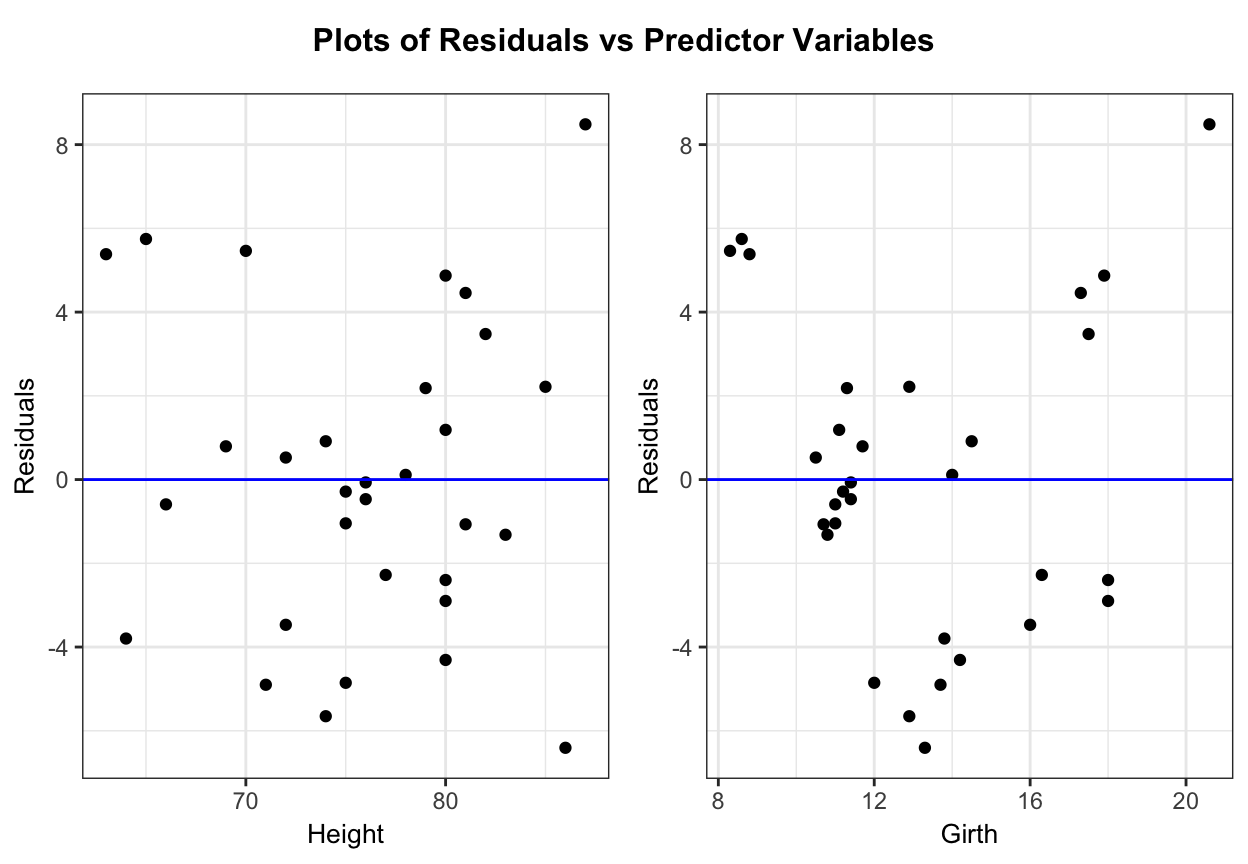 Plots of Residuals vs Predictor Variables
Residuals
8
4
0
-4
70
80
Height
Residuals
8
4
0
-4
8
12
16
20
Girth